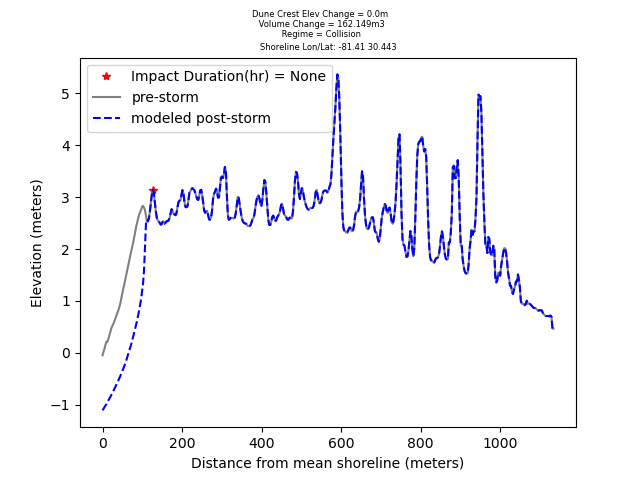 Dune Crest Elev Change = 0.0m
Volume Change = 162.149m3
Regime = Collision
Shoreline Lon/Lat: -81.41 30.443
Impact Duration(hr) = None
pre-storm
modeled post-storm
Elevation (meters)
5
4
3
2
1
0
−1
0 200 400 600 800 1000
Distance from mean shoreline (meters)